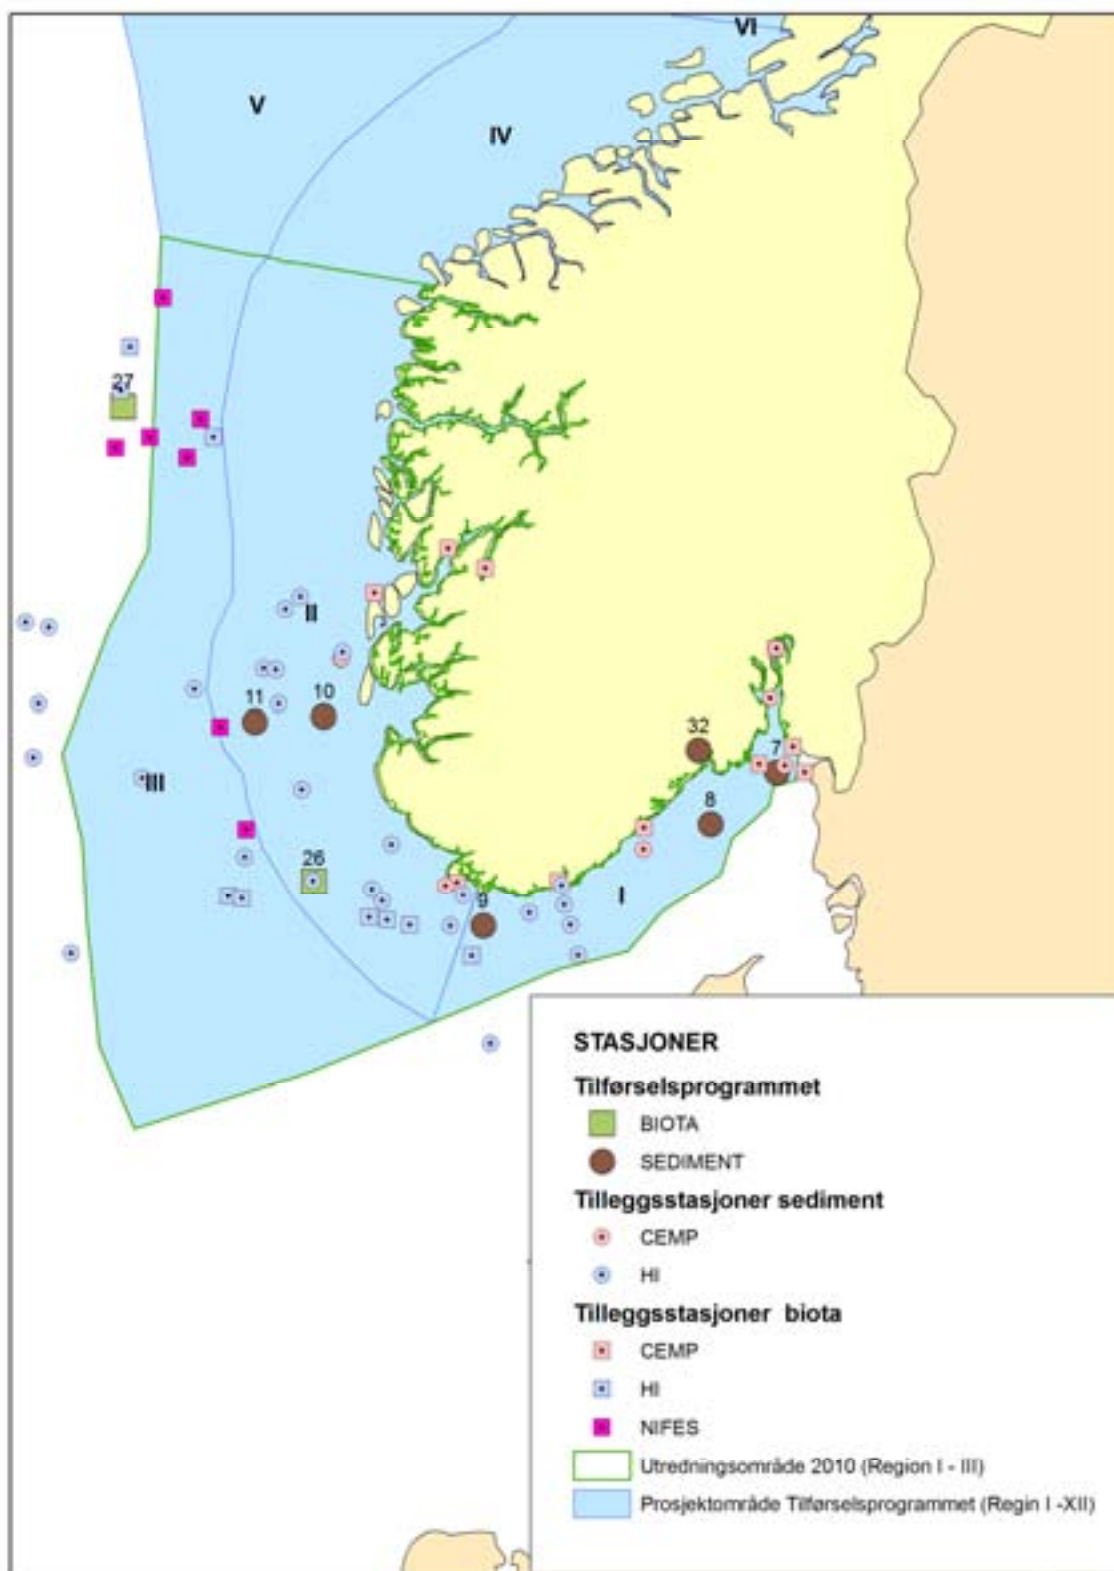 VI
V
IV
27
II
11
10
32
7
III
8
26
9
I
STASJONER
Tilførselsprogrammet
BIOTA
SEDIMENT
Tilleggsstasjoner sediment
CEMP
HI
Tilleggsstasjoner biota
CEMP
HI
NIFES
Utredningsområde 2010 (Region I - III)
Prosjektområde Tilførselsprogrammet (Regin I -XII)